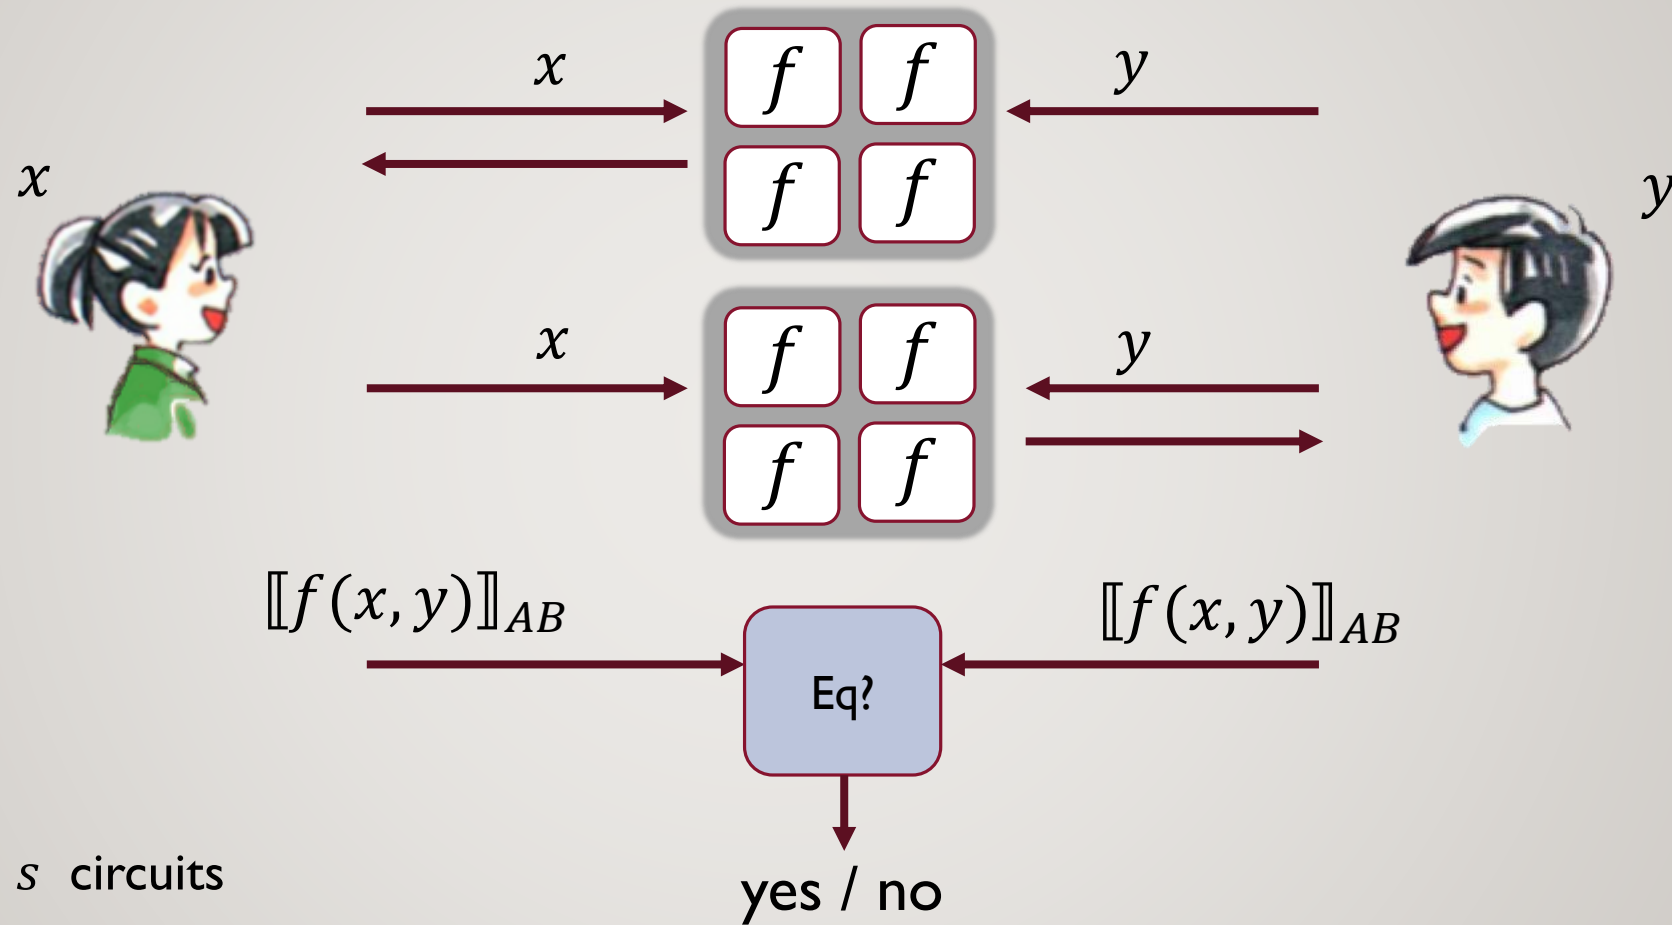 x y
f f
x f f y
x y
f f
f f
⟦f(x, y)⟧_AB ⟦f(x, y)⟧_AB
Eq?
s circuits
yes / no